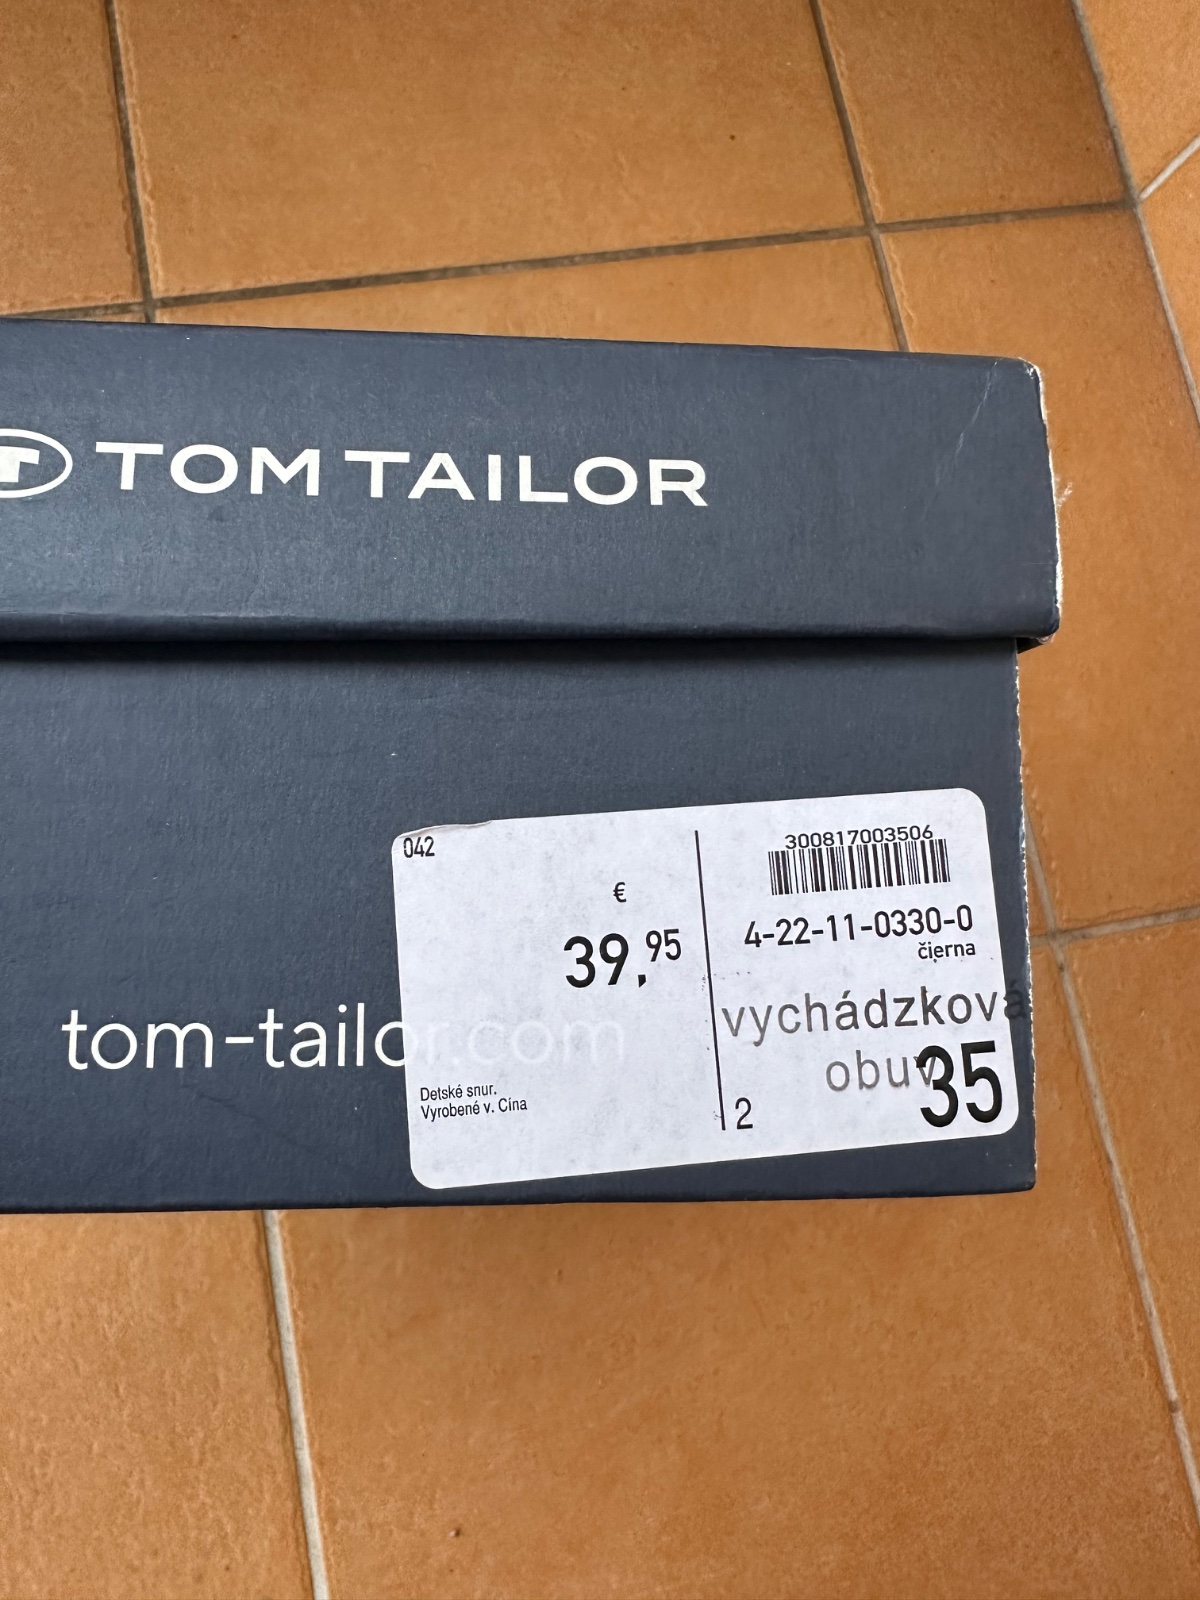 TOM TAILOR
tom-tailor.com
042
€
39,95
Detské snur.
Vyrobené v. Cína
300817003506
4-22-11-0330-0
čierna
vychádzková
obuv
35
2